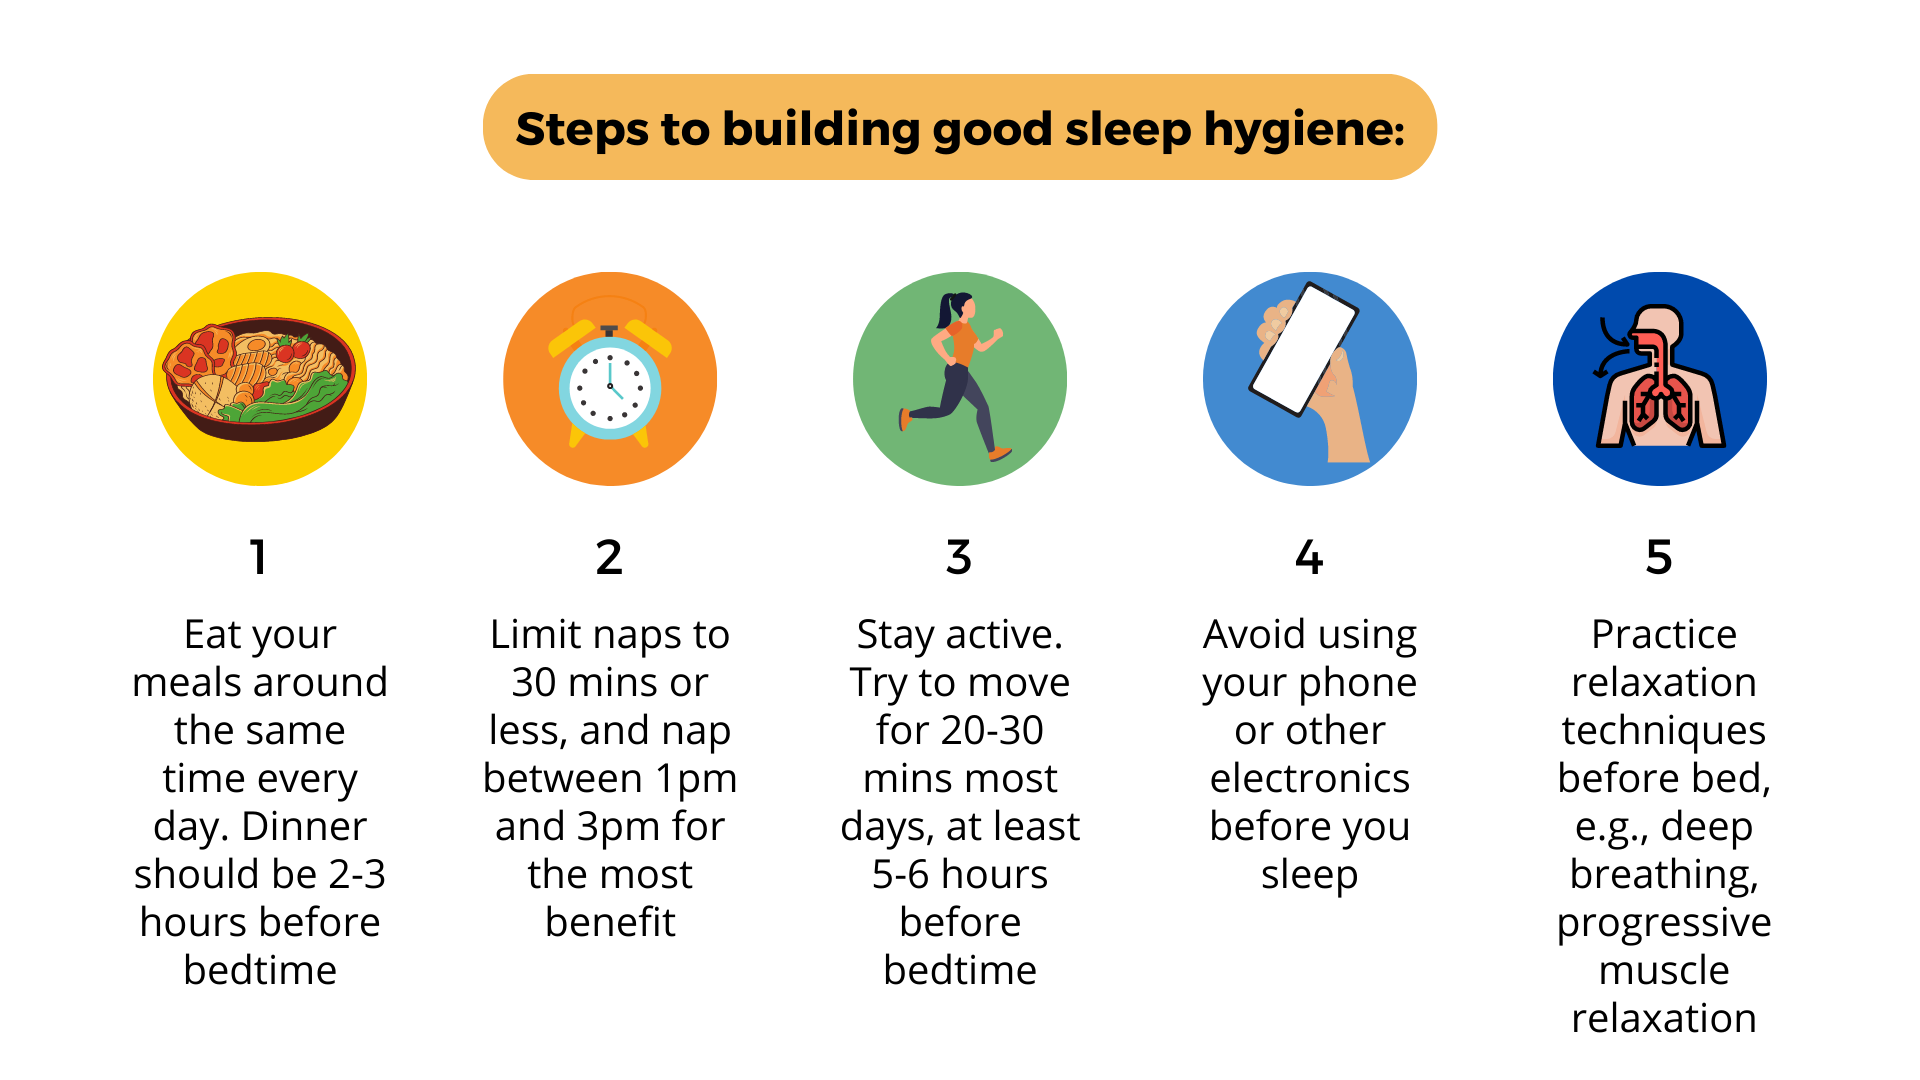 Steps to building good sleep hygiene:
1
Eat your
meals around
the same
time every
day. Dinner
should be 2-3
hours before
bedtime
2
Limit naps to
30 mins or
less, and nap
between 1pm
and 3pm for
the most
benefit
3
Stay active.
Try to move
for 20-30
mins most
days, at least
5-6 hours
before
bedtime
4
Avoid using
your phone
or other
electronics
before you
sleep
5
Practice
relaxation
techniques
before bed,
e.g., deep
breathing,
progressive
muscle
relaxation